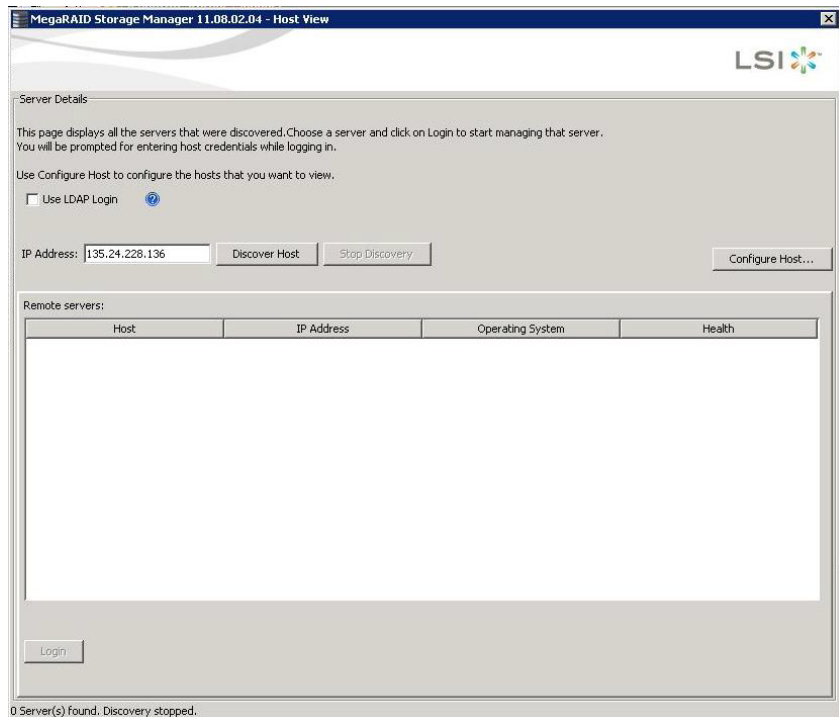 MegaRAID Storage Manager 11.08.02.04 - Host View
LSI
Server Details
This page displays all the servers that were discovered.Choose a server and click on Login to start managing that server.
You will be prompted for entering host credentials while logging in.
Use Configure Host to configure the hosts that you want to view.
Use LDAP Login ?
IP Address: 135.24.228.136 Discover Host Stop Discovery Configure Host...
Remote servers:
Host IP Address Operating System Health
Login
0 Server(s) found. Discovery stopped.